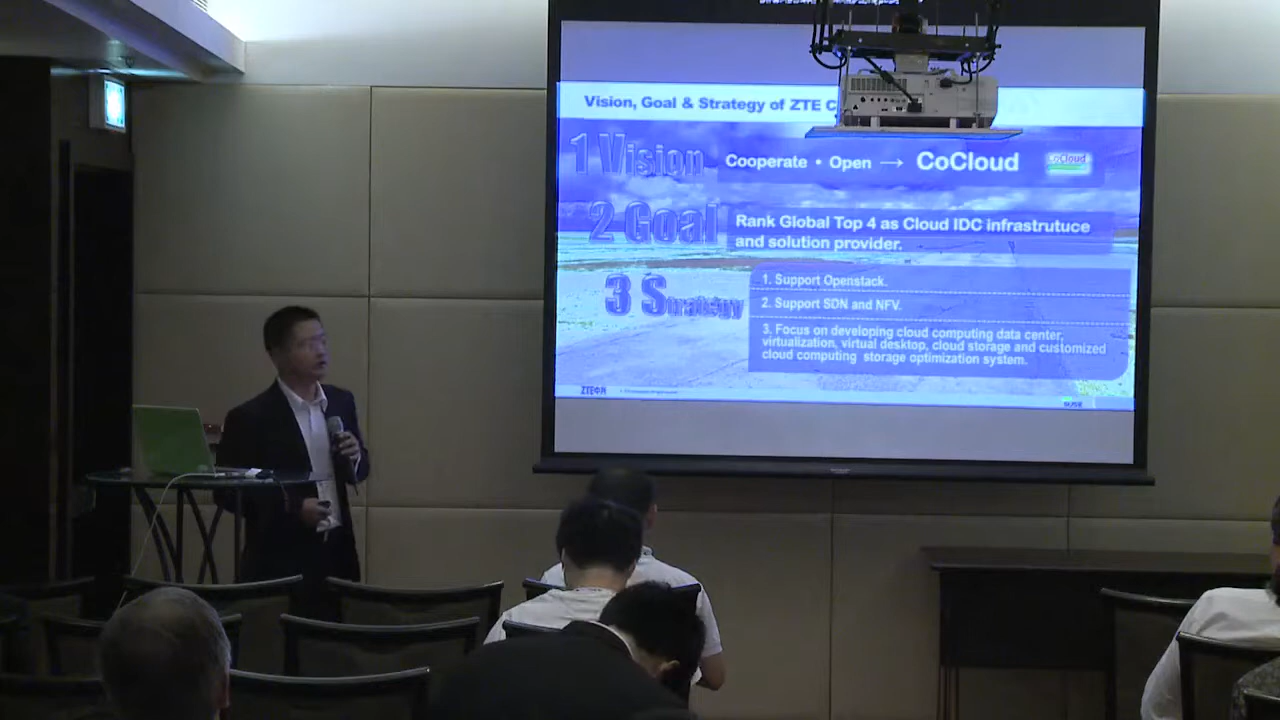 Vision, Goal & Strategy of ZTE C
1 Vision
Cooperate • Open → CoCloud
CoCloud
2 Goal
Rank Global Top 4 as Cloud IDC infrastrutuce
and solution provider.
3 Strategy
1. Support Openstack.
2. Support SDN and NFV.
3. Focus on developing cloud computing data center,
virtualization, virtual desktop, cloud storage and customized
cloud computing storage optimization system.
ZTE中兴